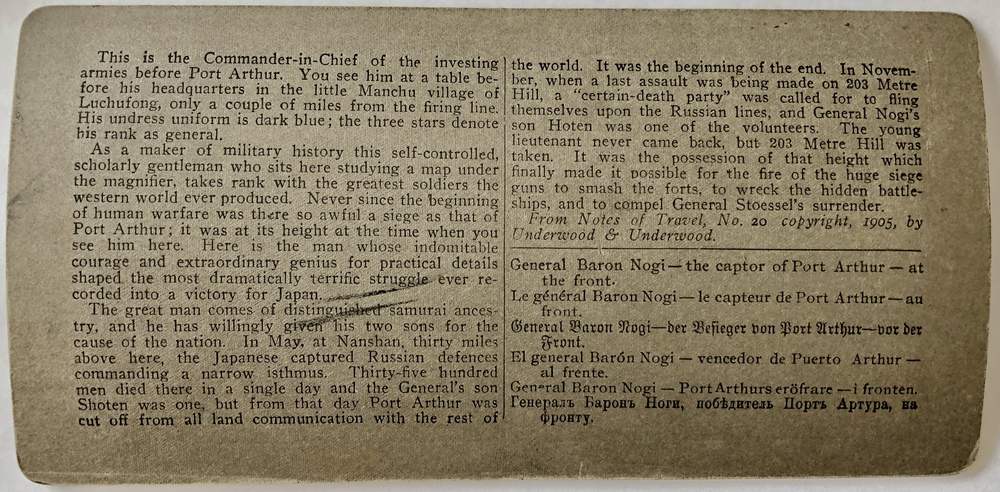 This is the Commander-in-Chief of the investing
armies before Port Arthur. You see him at a table be-
fore his headquarters in the little Manchu village of
Luchufong, only a couple of miles from the firing line.
His undress uniform is dark blue; the three stars denote
his rank as general.
As a maker of military history this self-controlled,
scholarly gentleman who sits here studying a map under
the magnifier, takes rank with the greatest soldiers the
western world ever produced. Never since the beginning
of human warfare was there so awful a siege as that of
Port Arthur; it was at its height at the time when you
see him here. Here is the man whose indomitable
courage and extraordinary genius for practical details
shaped the most dramatically terrific struggle ever re-
corded into a victory for Japan.
The great man comes of distinguished samurai ances-
try, and he has willingly given his two sons for the
cause of the nation. In May, at Nanshan, thirty miles
above here, the Japanese captured Russian defences
commanding a narrow isthmus. Thirty-five hundred
men died there in a single day and the General's son
Shoten was one, but from that day Port Arthur was
cut off from all land communication with the rest of
the world. It was the beginning of the end. In Novem-
ber, when a last assault was being made on 203 Metre
Hill, a "certain-death party" was called for to fling
themselves upon the Russian lines, and General Nogi's
son Hoten was one of the volunteers. The young
lieutenant never came back, but 203 Metre Hill was
taken. It was the possession of that height which
finally made it possible for the fire of the huge siege
guns to smash the forts, to wreck the hidden battle-
ships, and to compel General Stoessel's surrender.
From Notes of Travel, No. 20 copyright, 1905, by
Underwood & Underwood.
General Baron Nogi—the captor of Port Arthur—at
the front.
Le général Baron Nogi—le capteur de Port Arthur—au
front.
General Baron Nogi—der Besieger von Port Arthur—vor der
Front.
El general Barón Nogi — vencedor de Puerto Arthur—
al frente.
General Baron Nogi — Port Arthurs eröfrare — i fronten.
Генералъ Баронъ Ноги, побѣдитель Портъ Артура, на
фронту.